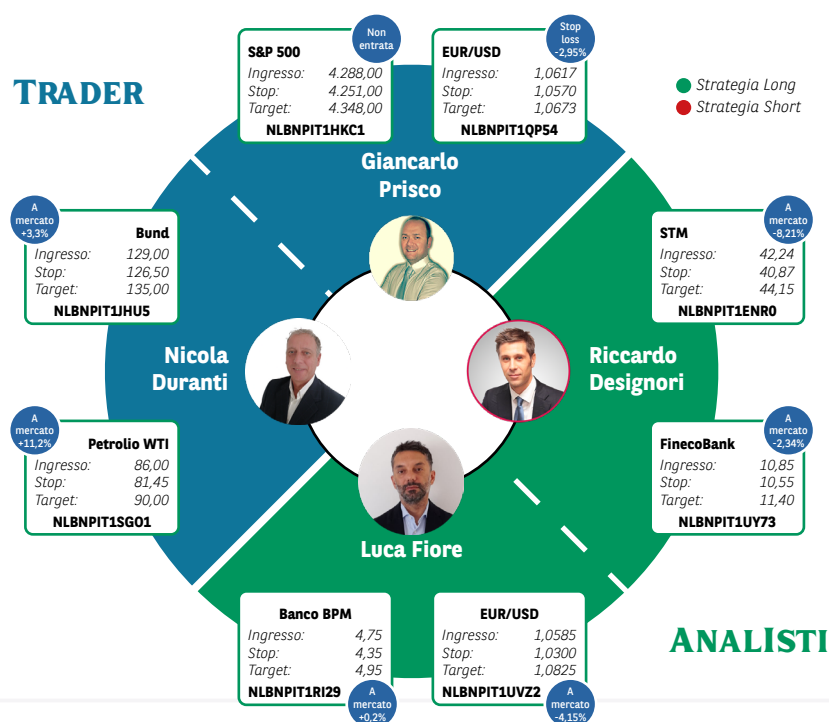 TRADER
Non
entrata
S&P 500
Ingresso: 4.288,00
Stop: 4.251,00
Target: 4.348,00
NLBNPIT1HKC1
Stop
loss
-2,95%
EUR/USD
Ingresso: 1,0617
Stop: 1,0570
Target: 1,0673
NLBNPIT1QP54
Strategia Long
Strategia Short
Giancarlo
Prisco
A
mercato
+3,3%
Bund
Ingresso: 129,00
Stop: 126,50
Target: 135,00
NLBNPIT1JHU5
A
mercato
-8,21%
STM
Ingresso: 42,24
Stop: 40,87
Target: 44,15
NLBNPIT1ENR0
Nicola
Duranti
Riccardo
Designori
A
mercato
+11,2%
Petrolio WTI
Ingresso: 86,00
Stop: 81,45
Target: 90,00
NLBNPIT1SGO1
A
mercato
-2,34%
FinecoBank
Ingresso: 10,85
Stop: 10,55
Target: 11,40
NLBNPIT1UY73
Luca Fiore
Banco BPM
Ingresso: 4,75
Stop: 4,35
Target: 4,95
NLBNPIT1RI29
A
mercato
+0,2%
EUR/USD
Ingresso: 1,0585
Stop: 1,0300
Target: 1,0825
NLBNPIT1UVZ2
A
mercato
-4,15%
ANALISTI